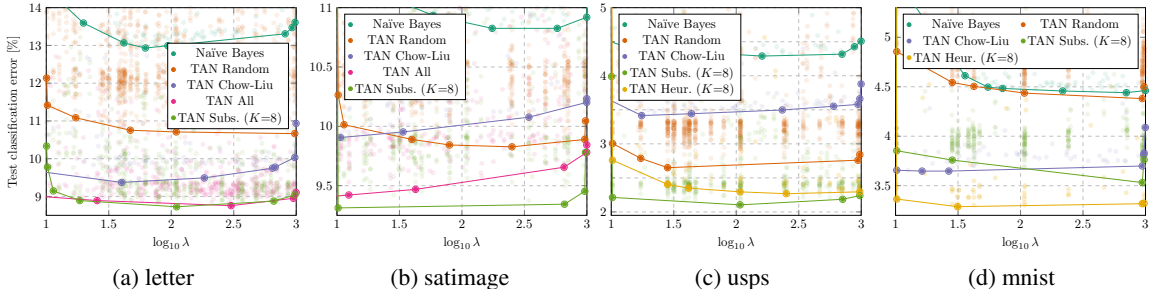 Test classification error [%]
14
13
12
11
10
9
1
1.5
2
2.5
3
log₁₀ λ
Naïve Bayes
TAN Random
TAN Chow-Liu
TAN All
TAN Subs. (K=8)
(a) letter
11
10.5
10
9.5
1
1.5
2
2.5
3
log₁₀ λ
Naïve Bayes
TAN Random
TAN Chow-Liu
TAN All
TAN Subs. (K=8)
(b) satimage
5
4
3
2
1
1.5
2
2.5
3
log₁₀ λ
Naïve Bayes
TAN Random
TAN Chow-Liu
TAN Subs. (K=8)
TAN Heur. (K=8)
(c) usps
5
4.5
4
3.5
1
1.5
2
2.5
3
log₁₀ λ
Naïve Bayes TAN Random
TAN Chow-Liu TAN Subs. (K=8)
TAN Heur. (K=8)
(d) mnist